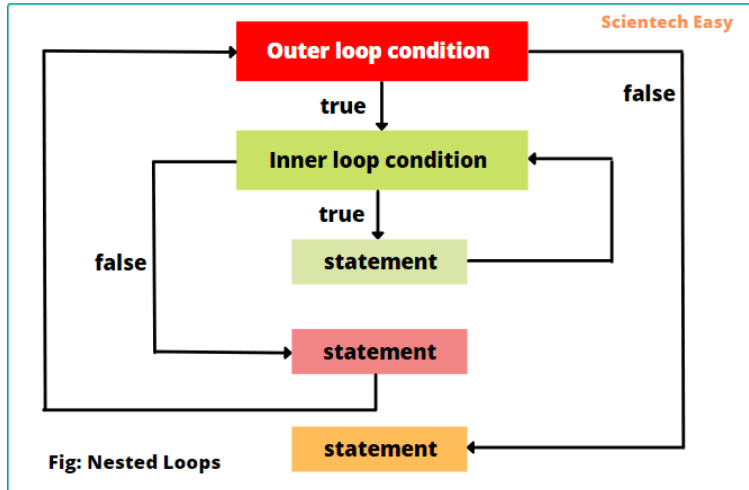 Scientech Easy
Outer loop condition
true
false
Inner loop condition
true
false
statement
statement
statement
Fig: Nested Loops